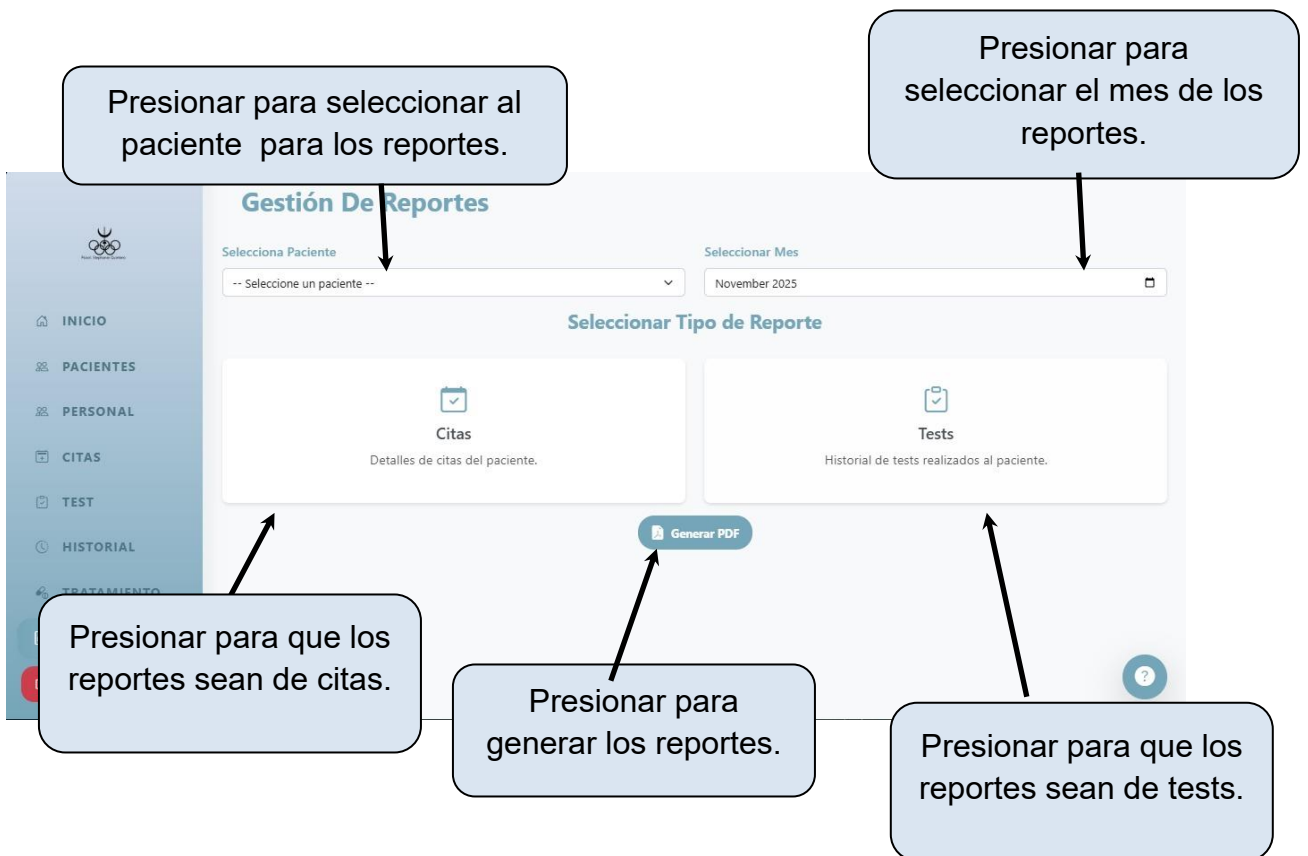 Presionar para
seleccionar el mes de los
reportes.
Presionar para seleccionar al
paciente para los reportes.
Gestión De Reportes
Selecciona Paciente
Seleccionar Mes
-- Seleccione un paciente --
November 2025
INICIO
Seleccionar Tipo de Reporte
PACIENTES
PERSONAL
Citas
Tests
CITAS
Detalles de citas del paciente.
Historial de tests realizados al paciente.
TEST
Generar PDF
HISTORIAL
TRATAMIENTO
Presionar para que los
reportes sean de citas.
?
Presionar para
generar los reportes.
Presionar para que los
reportes sean de tests.